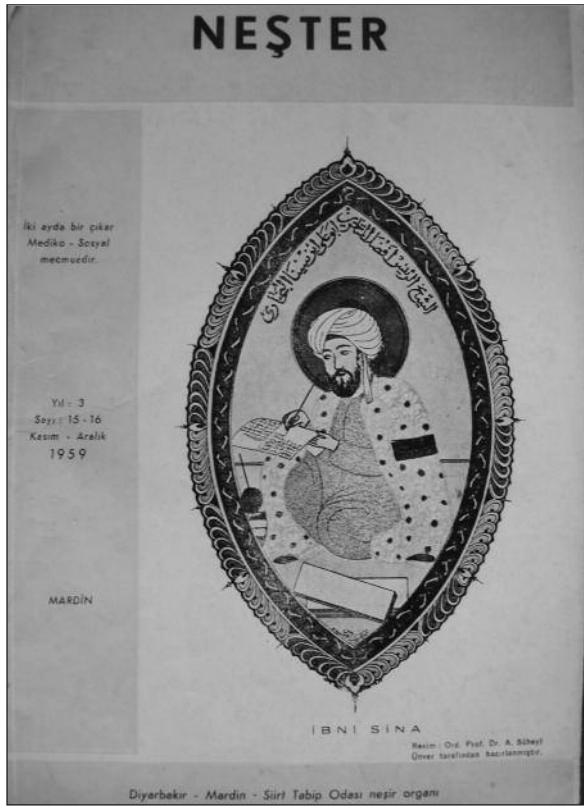 NEŞTER
İki ayda bir çıkar
Mediko - Sosyal
mecmuadır.
Yıl : 3
Sayı : 15 - 16
Kasım - Aralık
1959
MARDİN
İBNİ SİNA
Resim : Ord. Prof. Dr. A. Süheyl
Ünver tarafından hazırlanmıştır.
Diyarbakır - Mardin - Siirt Tabip Odası neşir organı